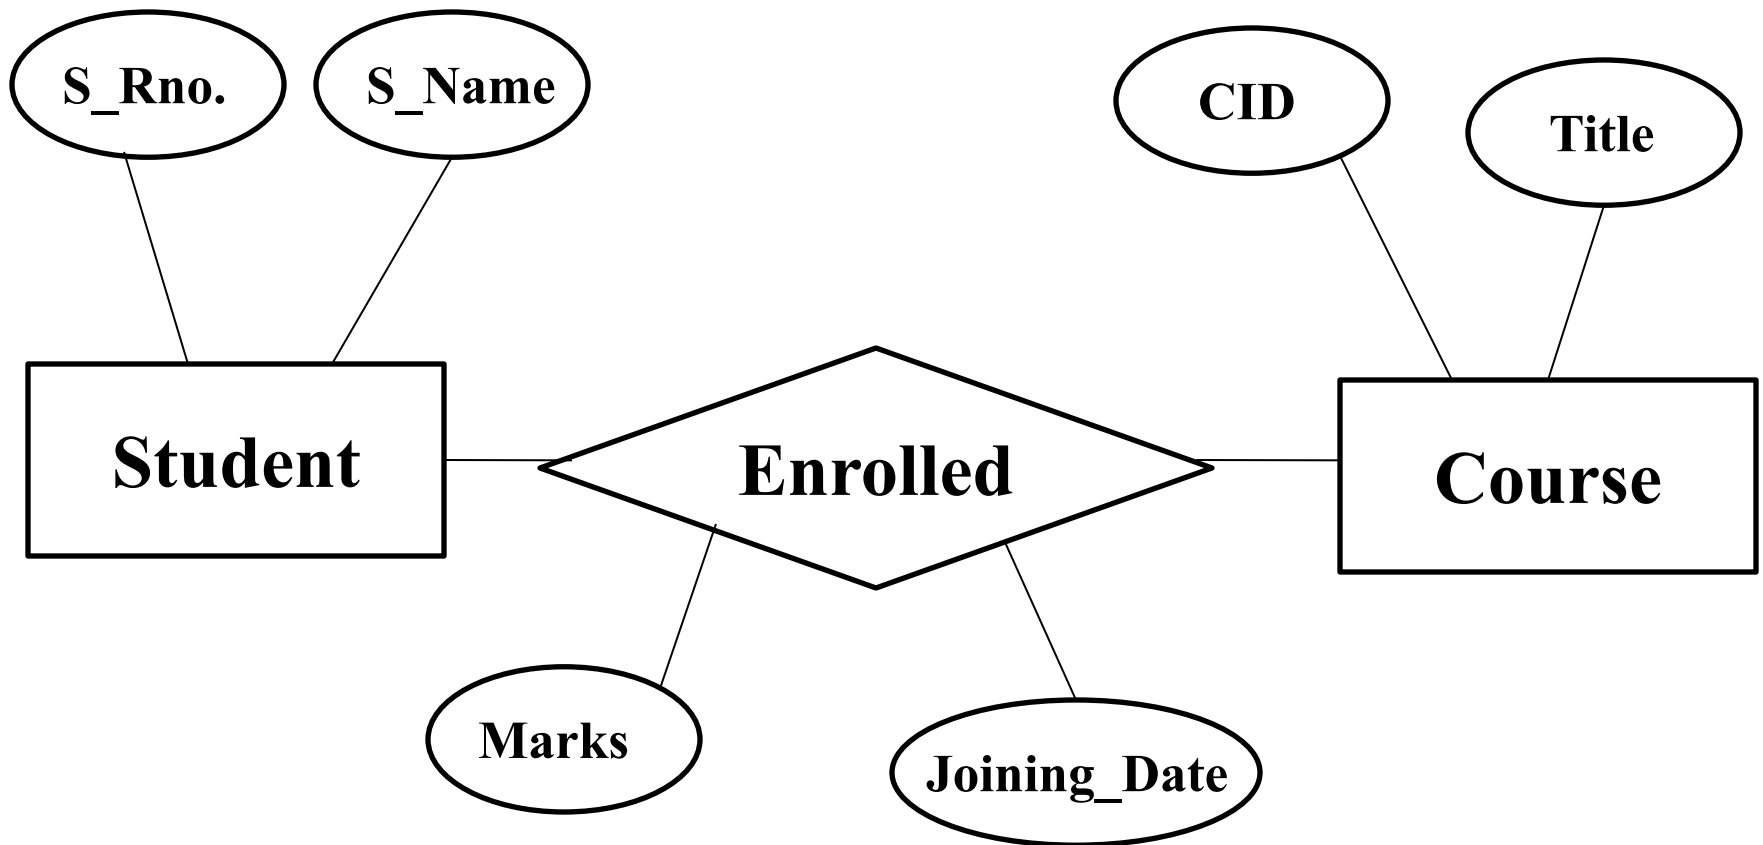 S_Rno.
S_Name
CID
Title
Student
Enrolled
Course
Marks
Joining_Date